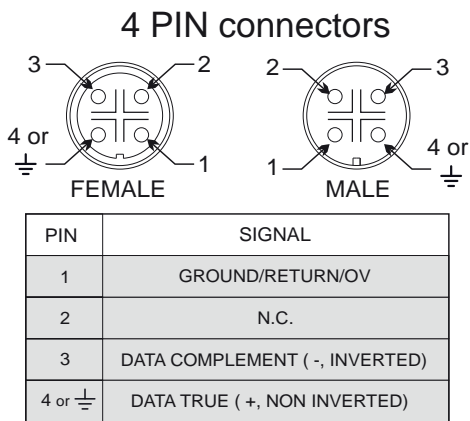 4 PIN connectors
3 2 2 3
4 or ⏚ 1 1 4 or ⏚
FEMALE MALE
PIN SIGNAL
1 GROUND/RETURN/OV
2 N.C.
3 DATA COMPLEMENT ( -, INVERTED)
4 or ⏚ DATA TRUE ( +, NON INVERTED)